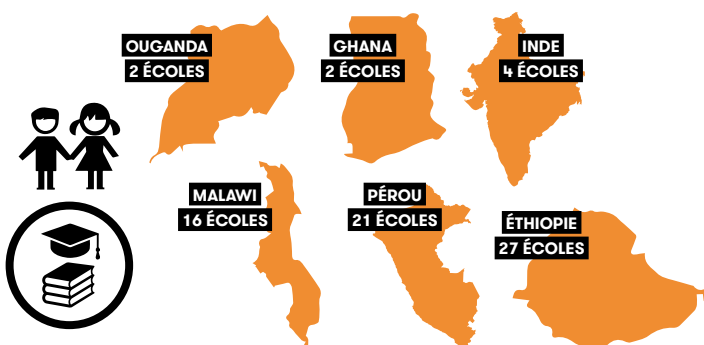 OUGANDA
2 ÉCOLES
GHANA
2 ÉCOLES
INDE
4 ÉCOLES
MALAWI
16 ÉCOLES
PÉROU
21 ÉCOLES
ÉTHIOPIE
27 ÉCOLES